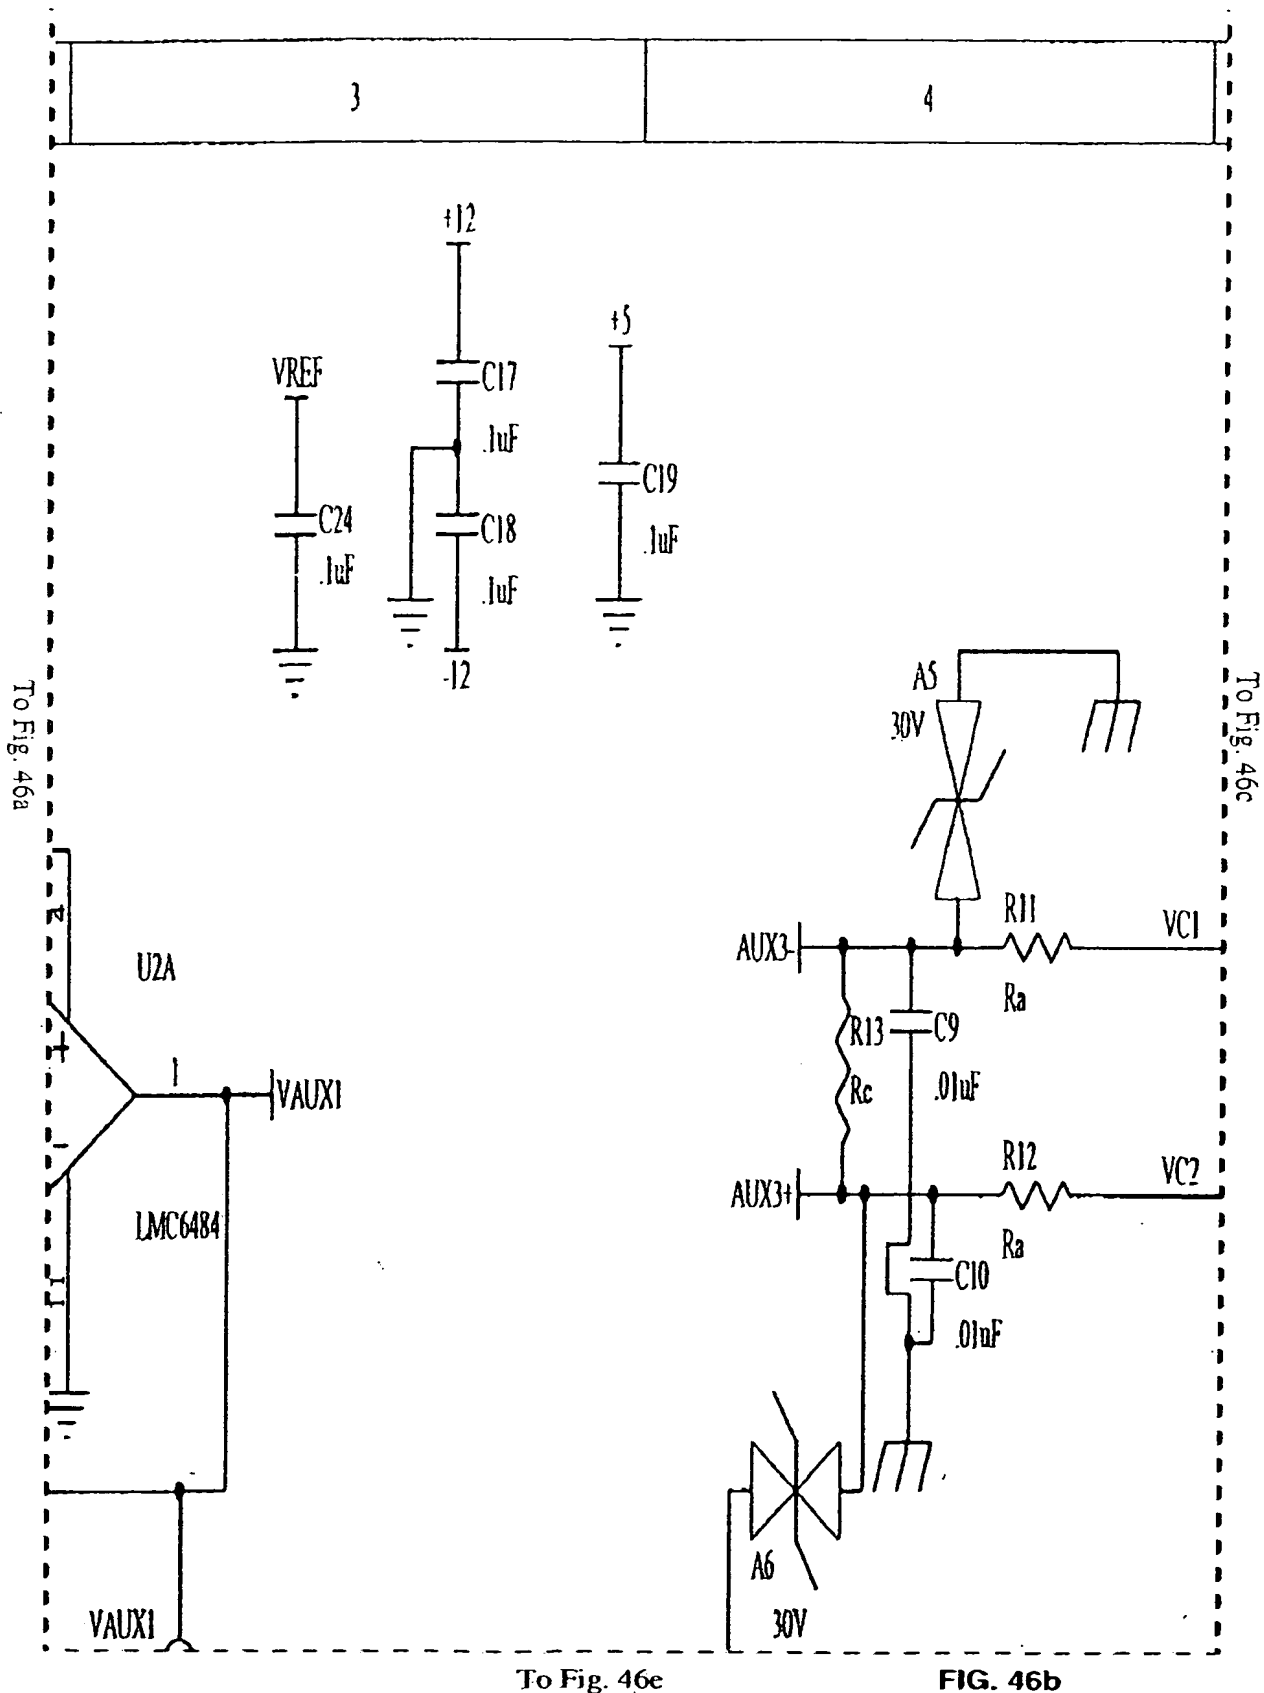 3
4
+12
+5
VREF
C17
.1uF
C19
C24
C18
.1uF
.1uF
.1uF
-12
To Fig. 46a
To Fig. 46c
A5
30V
4
R11
VC1
AUX3-
U2A
Ra
+
R13
C9
1
VAUX1
Rc
.01uF
-
R12
VC2
AUX3+
LMC6484
Ra
11
C10
.01uF
A6
VAUX1
30V
To Fig. 46e
FIG. 46b